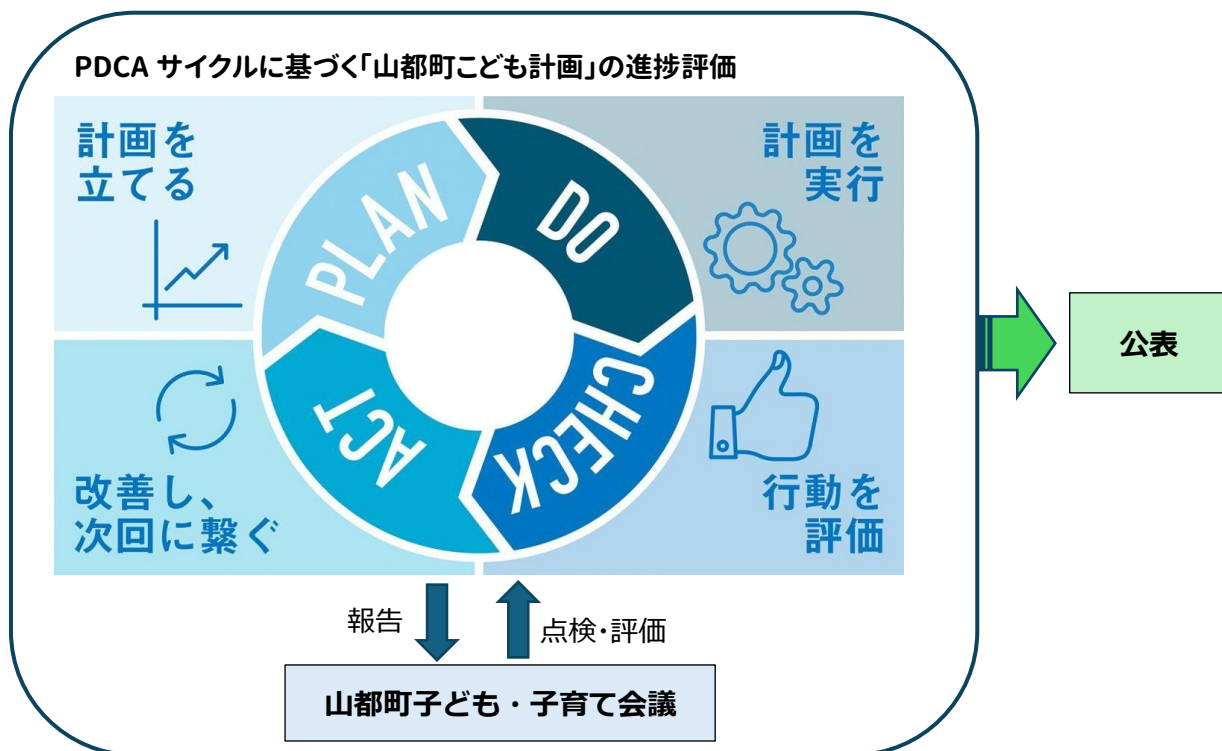 PDCA サイクルに基づく「山都町こども計画」の進捗評価
計画を
立てる
計画を
実行
PLAN
DO
ACT
CHECK
改善し、
次回に繋ぐ
行動を
評価
公表
報告
点検・評価
山都町子ども・子育て会議